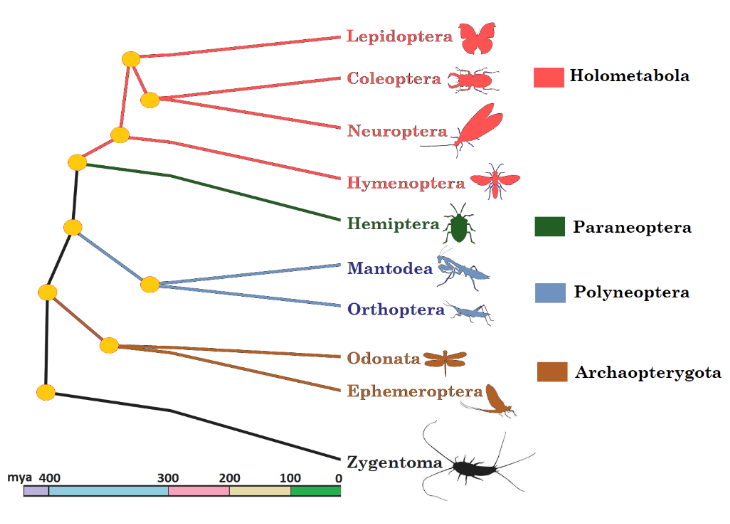 Lepidoptera
Coleoptera
Holometabola
Neuroptera
Hymenoptera
Hemiptera
Paraneoptera
Mantodea
Polyneoptera
Orthoptera
Odonata
Archaopterygota
Ephemeroptera
Zygentoma
mya 400 300 200 100 0